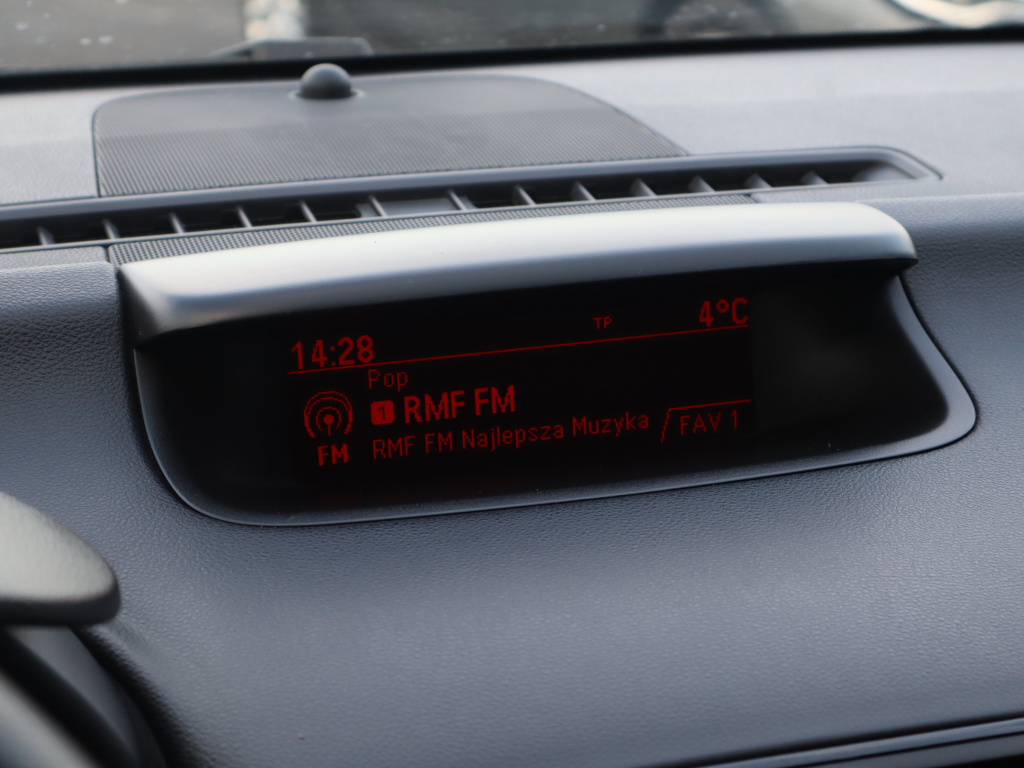 14:28 TP 4°C
Pop
1 RMF FM
FM RMF FM Najlepsza Muzyka FAV 1